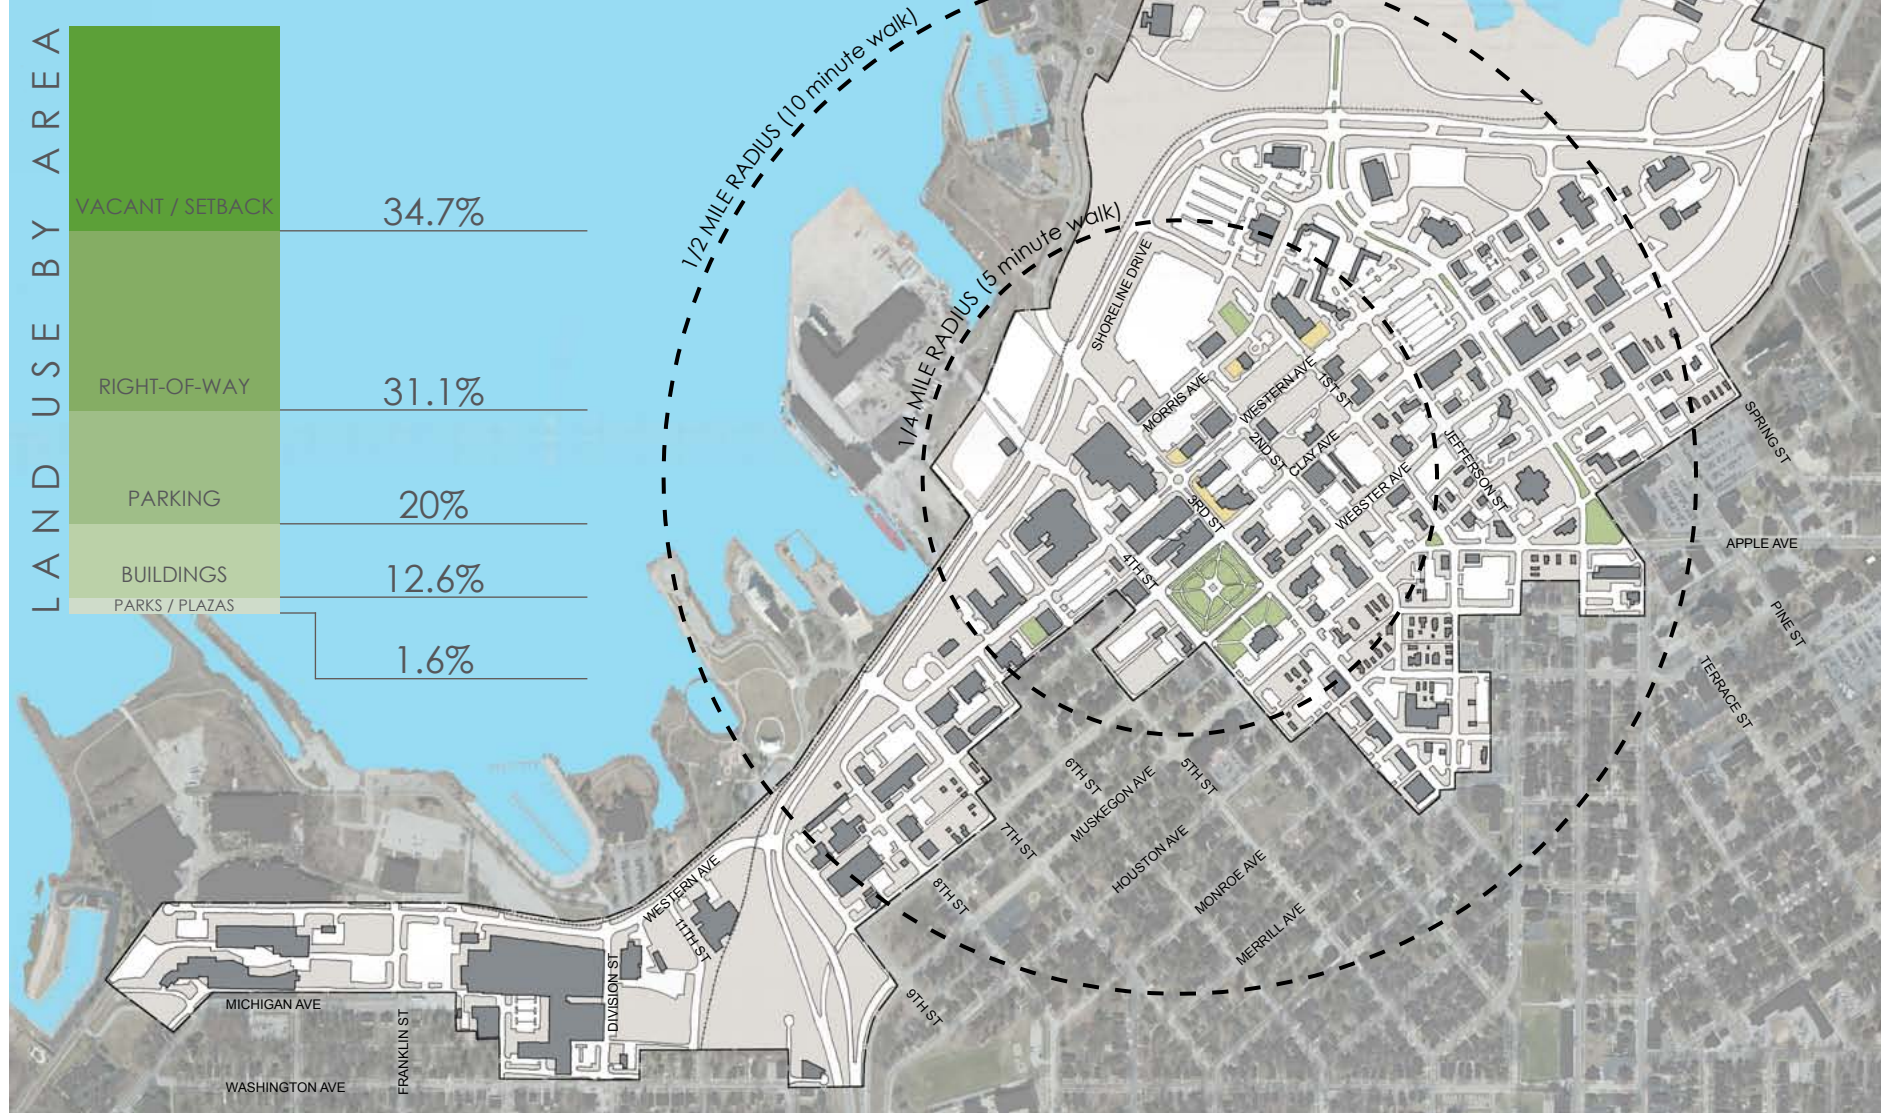 LAND USE BY AREA
VACANT / SETBACK
34.7%
RIGHT-OF-WAY
31.1%
PARKING
20%
BUILDINGS
12.6%
PARKS / PLAZAS
1.6%
1/2 MILE RADIUS (10 minute walk)
1/4 MILE RADIUS (5 minute walk)
SHORELINE DRIVE
MORRIS AVE
WESTERN AVE
1ST ST
2ND ST
CLAY AVE
WEBSTER AVE
JEFFERSON ST
3RD ST
4TH ST
SPRING ST
APPLE AVE
PINE ST
TERRACE ST
5TH ST
6TH ST
MUSKEGON AVE
7TH ST
HOUSTON AVE
8TH ST
MONROE AVE
MERRILL AVE
9TH ST
WESTERN AVE
11TH ST
DIVISION ST
MICHIGAN AVE
FRANKLIN ST
WASHINGTON AVE